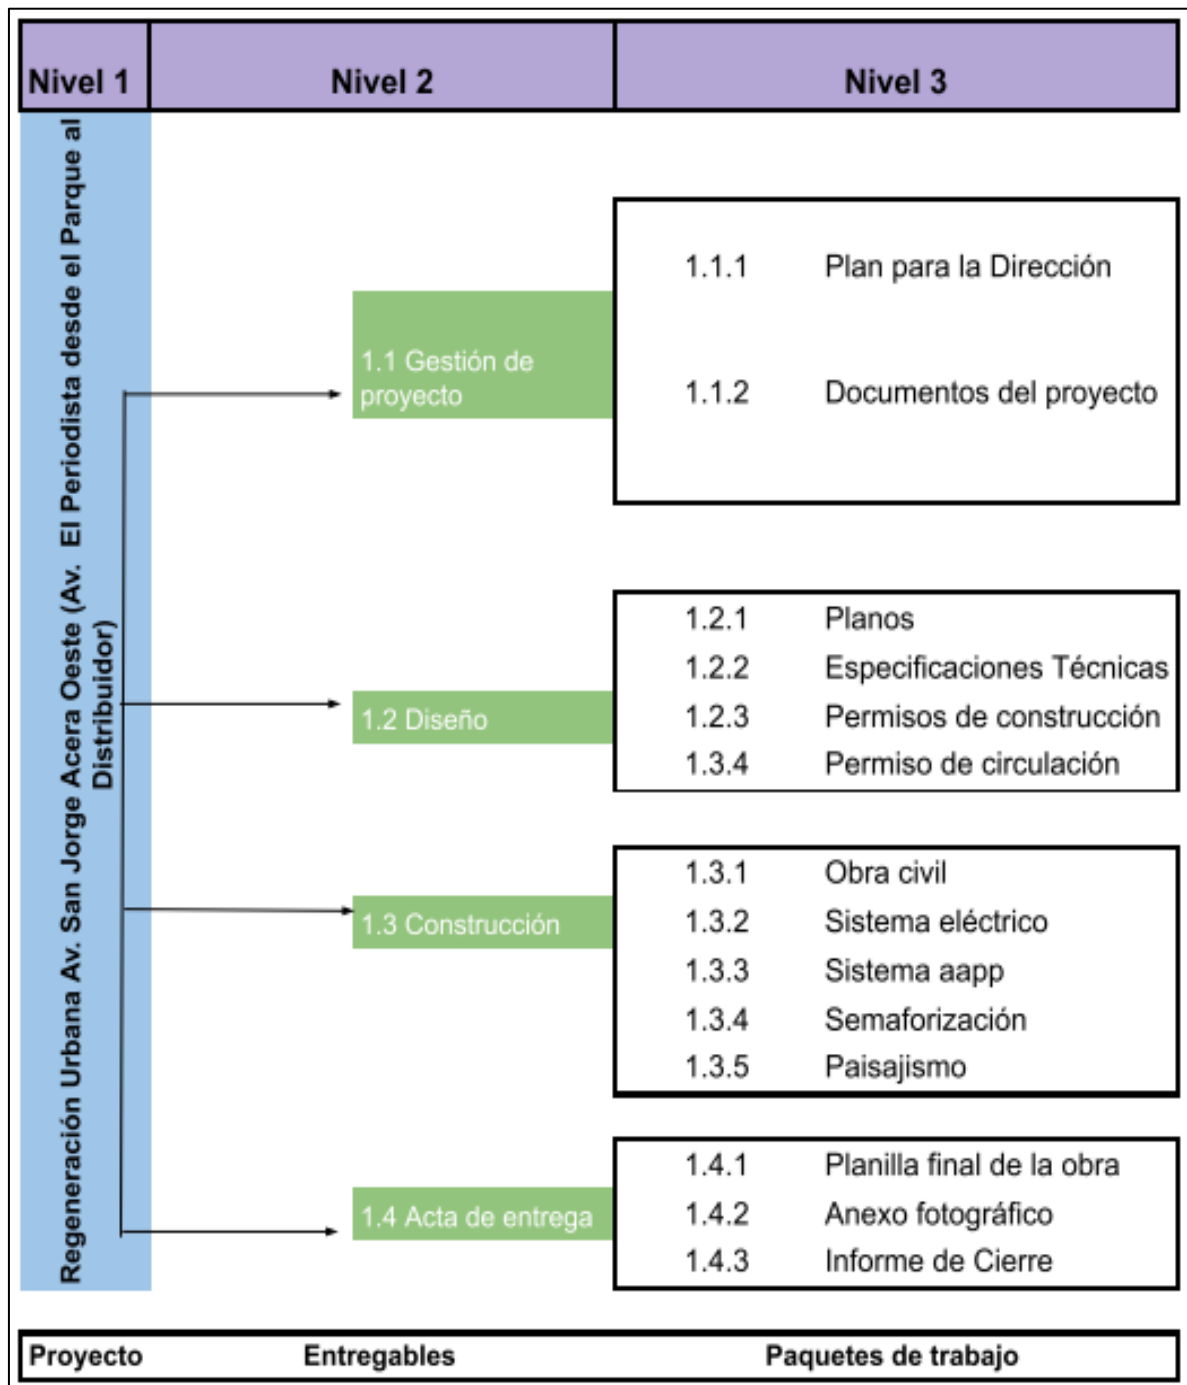 Nivel 1 Nivel 2 Nivel 3
Regeneración Urbana Av. San Jorge Acera Oeste (Av. El Periodista desde el Parque al
Distribuidor)
1.1 Gestión de
proyecto
1.1.1 Plan para la Dirección
1.1.2 Documentos del proyecto
1.2 Diseño
1.2.1 Planos
1.2.2 Especificaciones Técnicas
1.2.3 Permisos de construcción
1.3.4 Permiso de circulación
1.3 Construcción
1.3.1 Obra civil
1.3.2 Sistema eléctrico
1.3.3 Sistema aapp
1.3.4 Semaforización
1.3.5 Paisajismo
1.4 Acta de entrega
1.4.1 Planilla final de la obra
1.4.2 Anexo fotográfico
1.4.3 Informe de Cierre
Proyecto Entregables Paquetes de trabajo